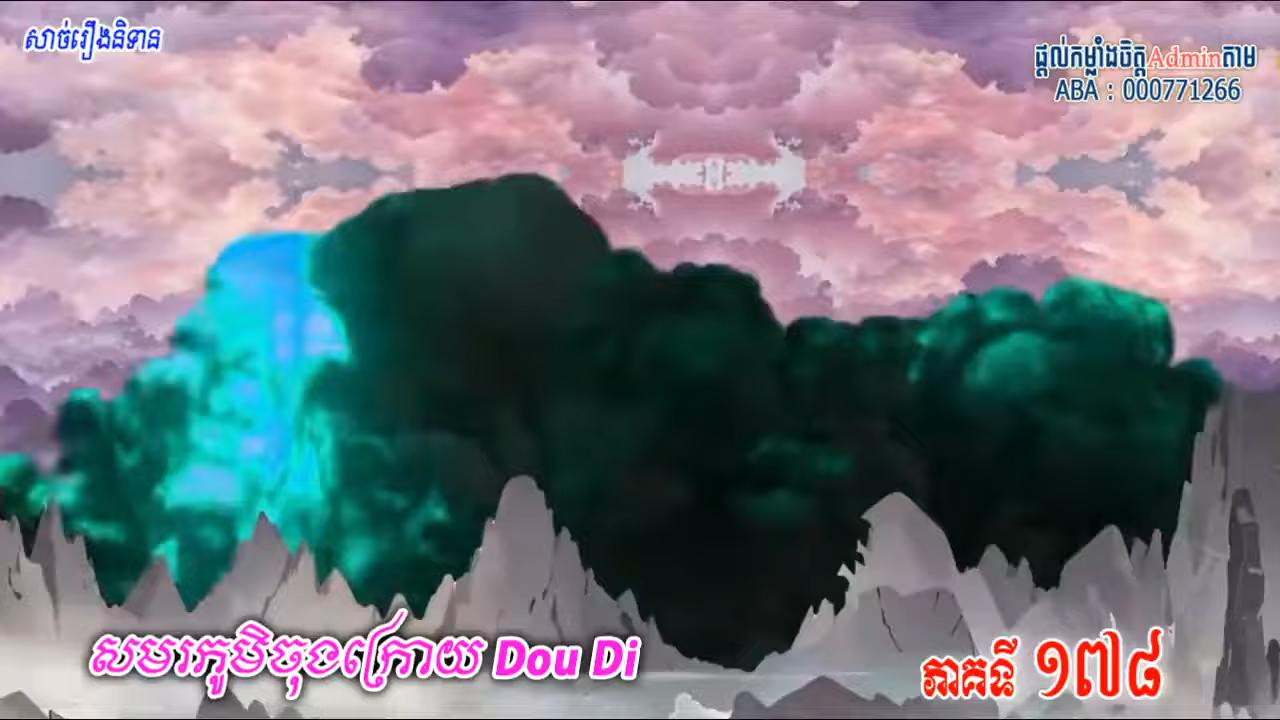 សាច់រឿងនិទាន
ផ្តល់កម្លាំងចិត្តAdminតាម
ABA : 000771266
សមរភូមិចុងក្រោយ Dou Di
ភាគទី ១៧៨